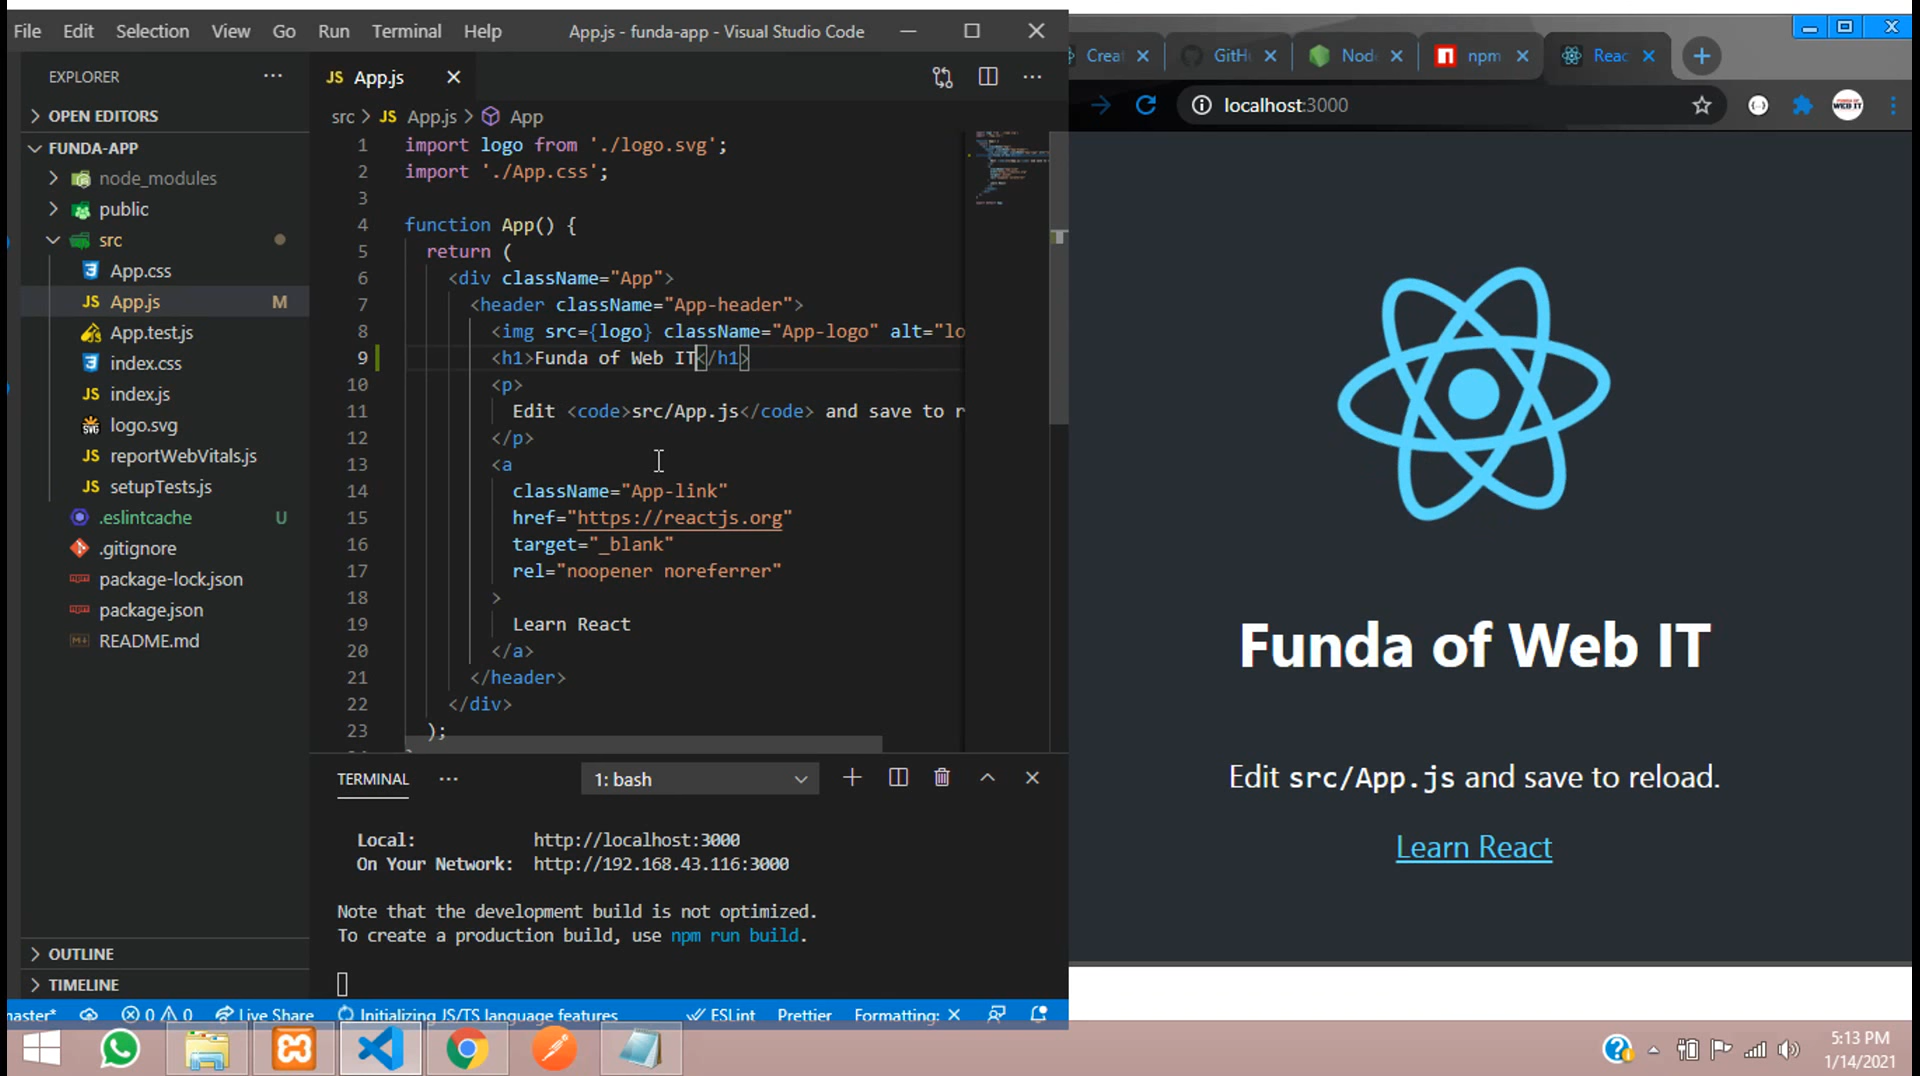 File Edit Selection View Go Run Terminal Help App.js - funda-app - Visual Studio Code
EXPLORER
OPEN EDITORS
FUNDA-APP
node_modules
public
src
App.css
App.js M
App.test.js
index.css
index.js
logo.svg
reportWebVitals.js
setupTests.js
.eslintcache U
.gitignore
package-lock.json
package.json
README.md
OUTLINE
TIMELINE
JS App.js
src > JS App.js > App
1 import logo from './logo.svg';
2 import './App.css';
3
4 function App() {
5 return (
6 <div className="App">
7 <header className="App-header">
8 <img src={logo} className="App-logo" alt="lo
9 <h1>Funda of Web IT</h1>
10 <p>
11 Edit <code>src/App.js</code> and save to r
12 </p>
13 <a
14 className="App-link"
15 href="https://reactjs.org"
16 target="_blank"
17 rel="noopener noreferrer"
18 >
19 Learn React
20 </a>
21 </header>
22 </div>
23 );
TERMINAL 1: bash
Local: http://localhost:3000
On Your Network: http://192.168.43.116:3000
Note that the development build is not optimized.
To create a production build, use npm run build.
aster* 0 0 Live Share Initializing JS/TS language features ESLint Prettier Formatting: X
Creat GitHu Node npm Reac
localhost:3000
Funda of Web IT
Edit src/App.js and save to reload.
Learn React
5:13 PM
1/14/2021